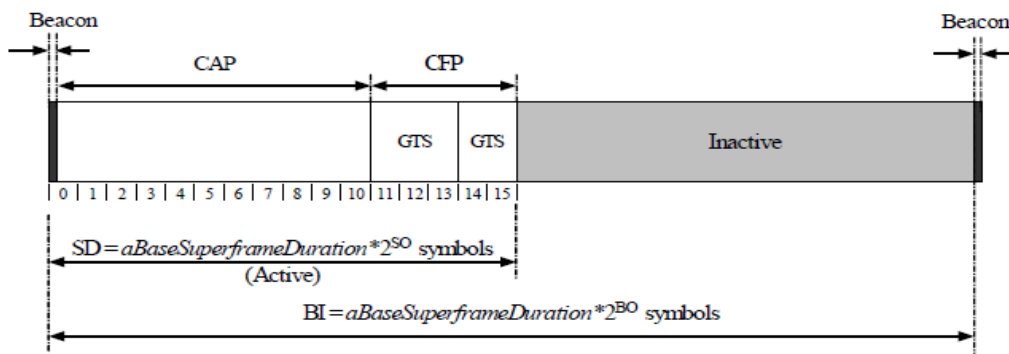 Beacon Beacon
CAP CFP
GTS GTS Inactive
| 0 | 1 | 2 | 3 | 4 | 5 | 6 | 7 | 8 | 9 | 10 | 11 | 12 | 13 | 14 | 15 |
SD = aBaseSuperframeDuration*2^SO symbols
(Active)
BI = aBaseSuperframeDuration*2^BO symbols